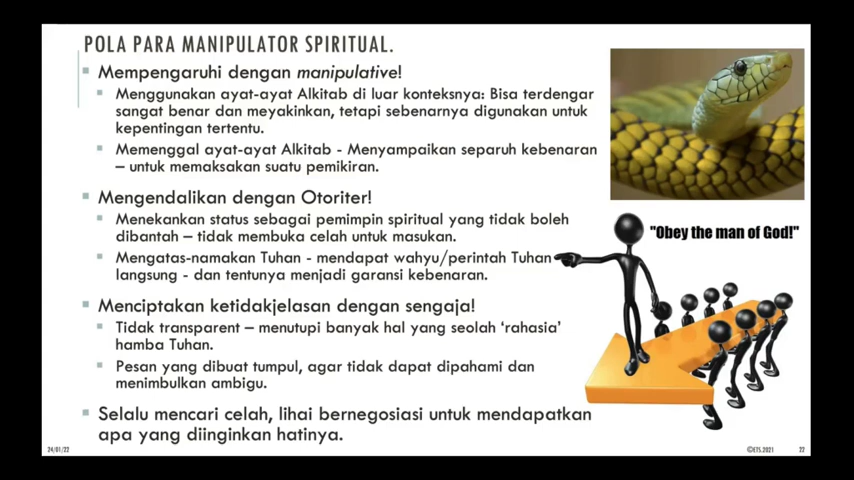 POLA PARA MANIPULATOR SPIRITUAL.
Mempengaruhi dengan manipulative!
Menggunakan ayat-ayat Alkitab di luar konteksnya: Bisa terdengar
sangat benar dan meyakinkan, tetapi sebenarnya digunakan untuk
kepentingan tertentu.
Memenggal ayat-ayat Alkitab - Menyampaikan separuh kebenaran
– untuk memaksakan suatu pemikiran.
Mengendalikan dengan Otoriter!
Menekankan status sebagai pemimpin spiritual yang tidak boleh
dibantah – tidak membuka celah untuk masukan.
Mengatas-namakan Tuhan - mendapat wahyu/perintah Tuhan
langsung - dan tentunya menjadi garansi kebenaran.
Menciptakan ketidakjelasan dengan sengaja!
Tidak transparent – menutupi banyak hal yang seolah ‘rahasia’
hamba Tuhan.
Pesan yang dibuat tumpul, agar tidak dapat dipahami dan
menimbulkan ambigu.
Selalu mencari celah, lihai bernegosiasi untuk mendapatkan
apa yang diinginkan hatinya.
"Obey the man of God!"
24/01/22
©ETS.2021
22